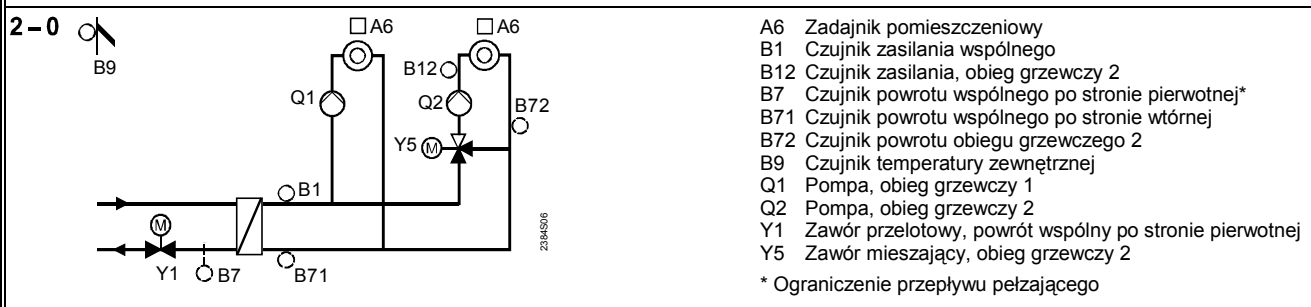 2–0
B9
A6
A6
B12
Q1
Q2
B72
Y5
M
B1
M
Y1
B7
B71
2384S06
A6 Zadajnik pomieszczeniowy
B1 Czujnik zasilania wspólnego
B12 Czujnik zasilania, obieg grzewczy 2
B7 Czujnik powrotu wspólnego po stronie pierwotnej*
B71 Czujnik powrotu wspólnego po stronie wtórnej
B72 Czujnik powrotu obiegu grzewczego 2
B9 Czujnik temperatury zewnętrznej
Q1 Pompa, obieg grzewczy 1
Q2 Pompa, obieg grzewczy 2
Y1 Zawór przelotowy, powrót wspólny po stronie pierwotnej
Y5 Zawór mieszający, obieg grzewczy 2
* Ograniczenie przepływu pełzającego